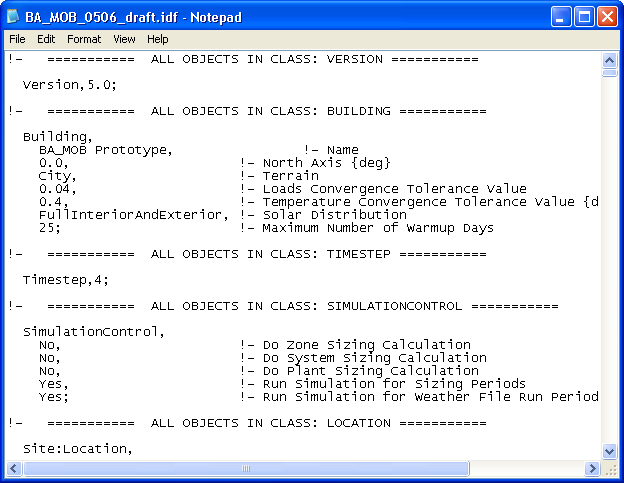 BA_MOB_0506_draft.idf - Notepad
File Edit Format View Help
!-   ===========  ALL OBJECTS IN CLASS: VERSION ===========
Version,5.0;
!-   ===========  ALL OBJECTS IN CLASS: BUILDING ===========
Building,
BA_MOB Prototype,                !- Name
0.0,                     !- North Axis {deg}
City,                    !- Terrain
0.04,                    !- Loads Convergence Tolerance Value
0.4,                     !- Temperature Convergence Tolerance Value {d
FullInteriorAndExterior, !- Solar Distribution
25;                      !- Maximum Number of Warmup Days
!-   ===========  ALL OBJECTS IN CLASS: TIMESTEP ===========
Timestep,4;
!-   ===========  ALL OBJECTS IN CLASS: SIMULATIONCONTROL ===========
SimulationControl,
No,                      !- Do Zone Sizing Calculation
No,                      !- Do System Sizing Calculation
No,                      !- Do Plant Sizing Calculation
Yes,                     !- Run Simulation for Sizing Periods
Yes;                     !- Run Simulation for Weather File Run Period
!-   ===========  ALL OBJECTS IN CLASS: LOCATION ===========
Site:Location,